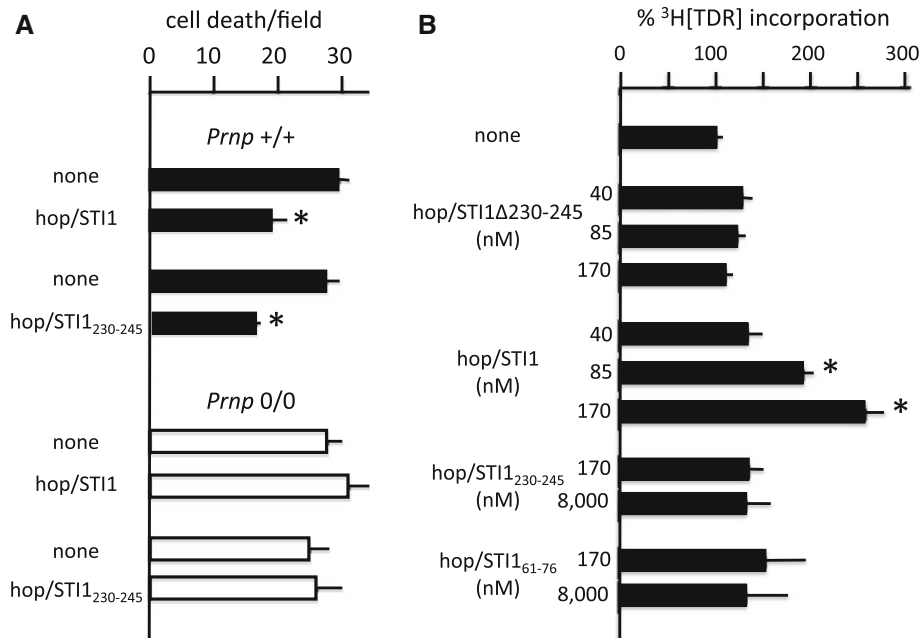 A
cell death/field
0 10 20 30
Prnp +/+
none
hop/STI1 *
none
hop/STI1230-245 *
Prnp 0/0
none
hop/STI1
none
hop/STI1230-245
B
% 3H[TDR] incorporation
0 100 200 300
none
40
hop/STI1Δ230-245
(nM)
85
170
40
hop/STI1
(nM)
85 *
170 *
hop/STI1230-245
(nM)
170
8,000
hop/STI161-76
(nM)
170
8,000